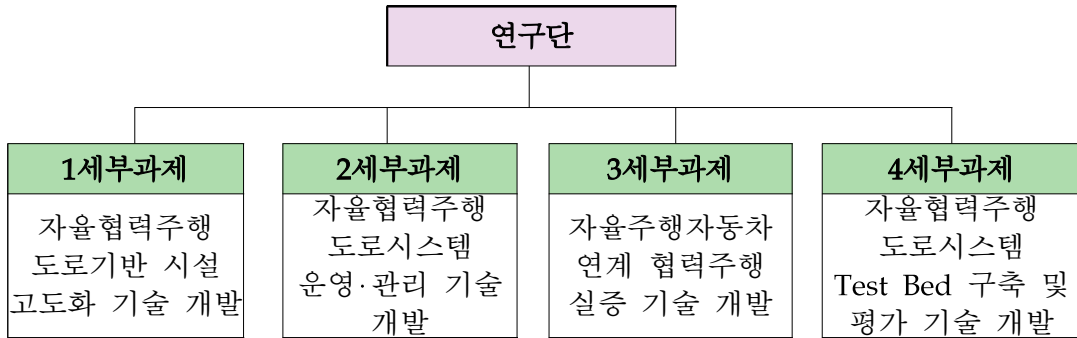 연구단
1세부과제
자율협력주행
도로기반 시설
고도화 기술 개발
2세부과제
자율협력주행
도로시스템
운영·관리 기술
개발
3세부과제
자율주행자동차
연계 협력주행
실증 기술 개발
4세부과제
자율협력주행
도로시스템
Test Bed 구축 및
평가 기술 개발